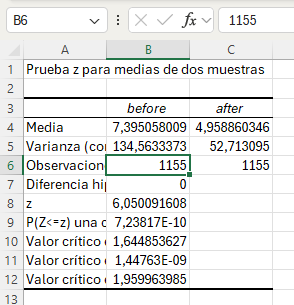 B6 fx 1155
A B C
1 Prueba z para medias de dos muestras
2
3 before after
4 Media 7,395058009 4,958860346
5 Varianza (co 134,5633373 52,713095
6 Observacion 1155 1155
7 Diferencia hi 0
8 z 6,050091608
9 P(Z<=z) una c 7,23817E-10
10 Valor crítico 1,644853627
11 Valor crítico 1,44763E-09
12 Valor crítico 1,959963985
13